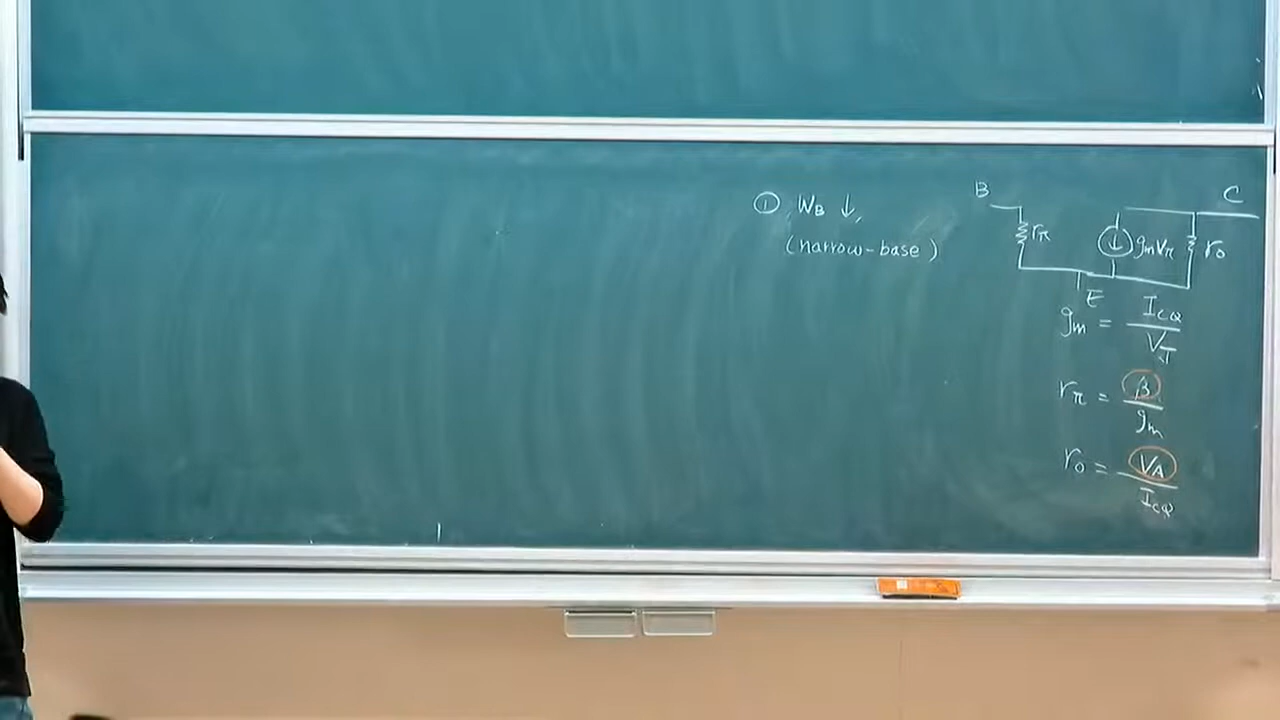 ① W_B ↓,
(narrow-base)
B
C
r_π
g_m v_π
r_o
E
g_m = I_CQ / V_T
r_π = β / g_m
r_o = V_A / I_CQ